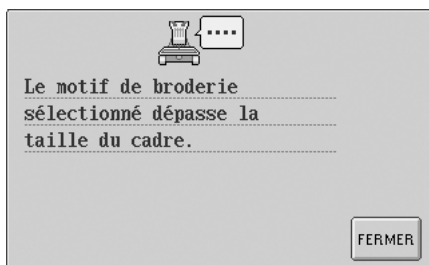 Le motif de broderie
sélectionné dépasse la
taille du cadre.
FERMER